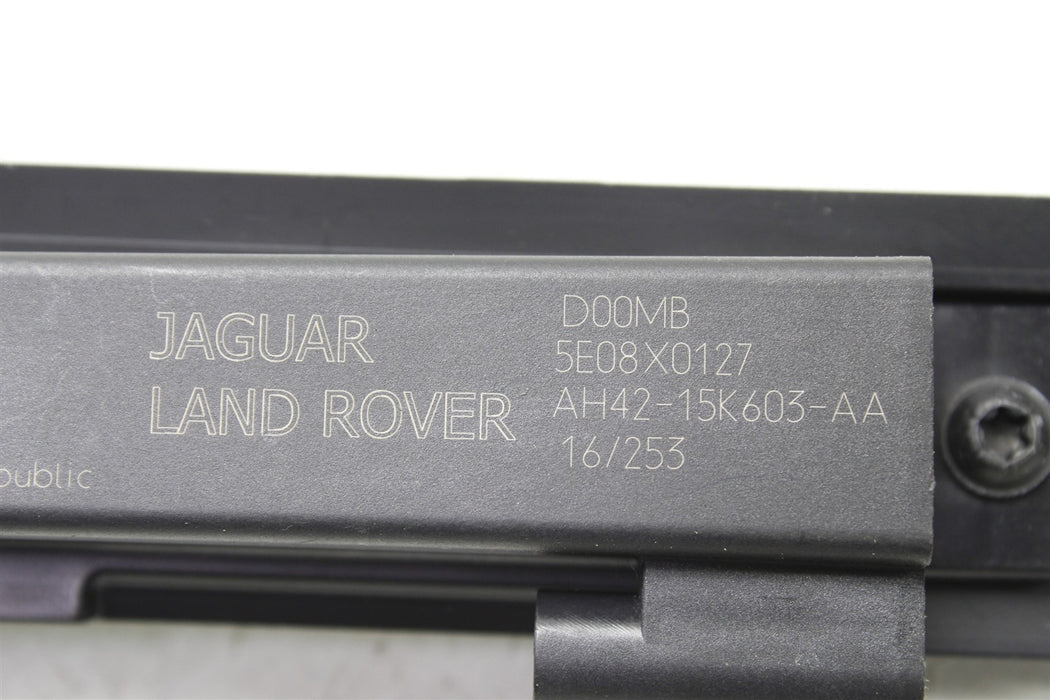 JAGUAR
LAND ROVER
public
D00MB
5E08X0127
AH42-15K603-AA
16/253